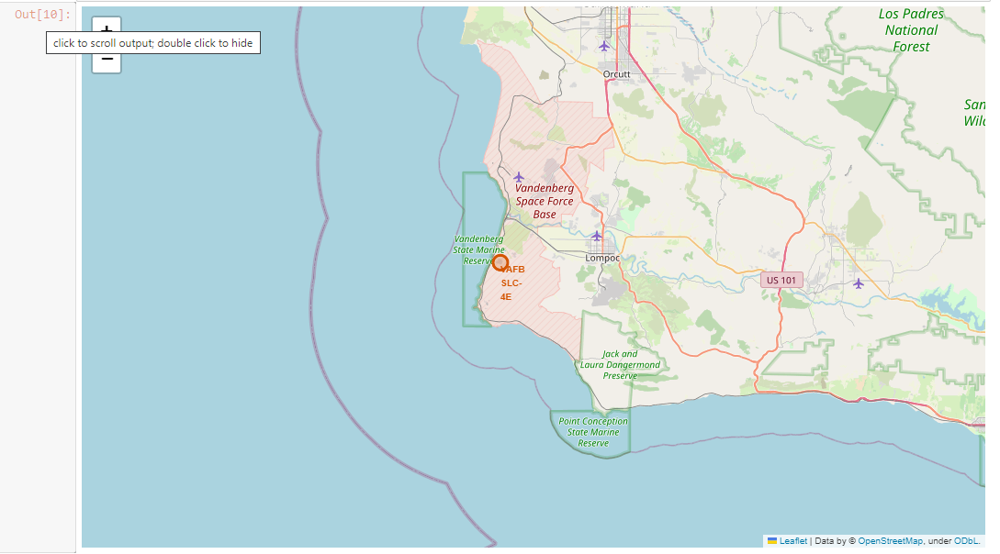 Out[10]:
+
click to scroll output; double click to hide
−
Los Padres
National
Forest
Orcutt
San
Wild
Vandenberg
Space Force
Base
Vandenberg
State Marine
Reserve
VAFB
SLC-
4E
Lompoc
US 101
Jack and
Laura Dangermond
Preserve
Point Conception
State Marine
Reserve
Leaflet | Data by © OpenStreetMap, under ODbL.